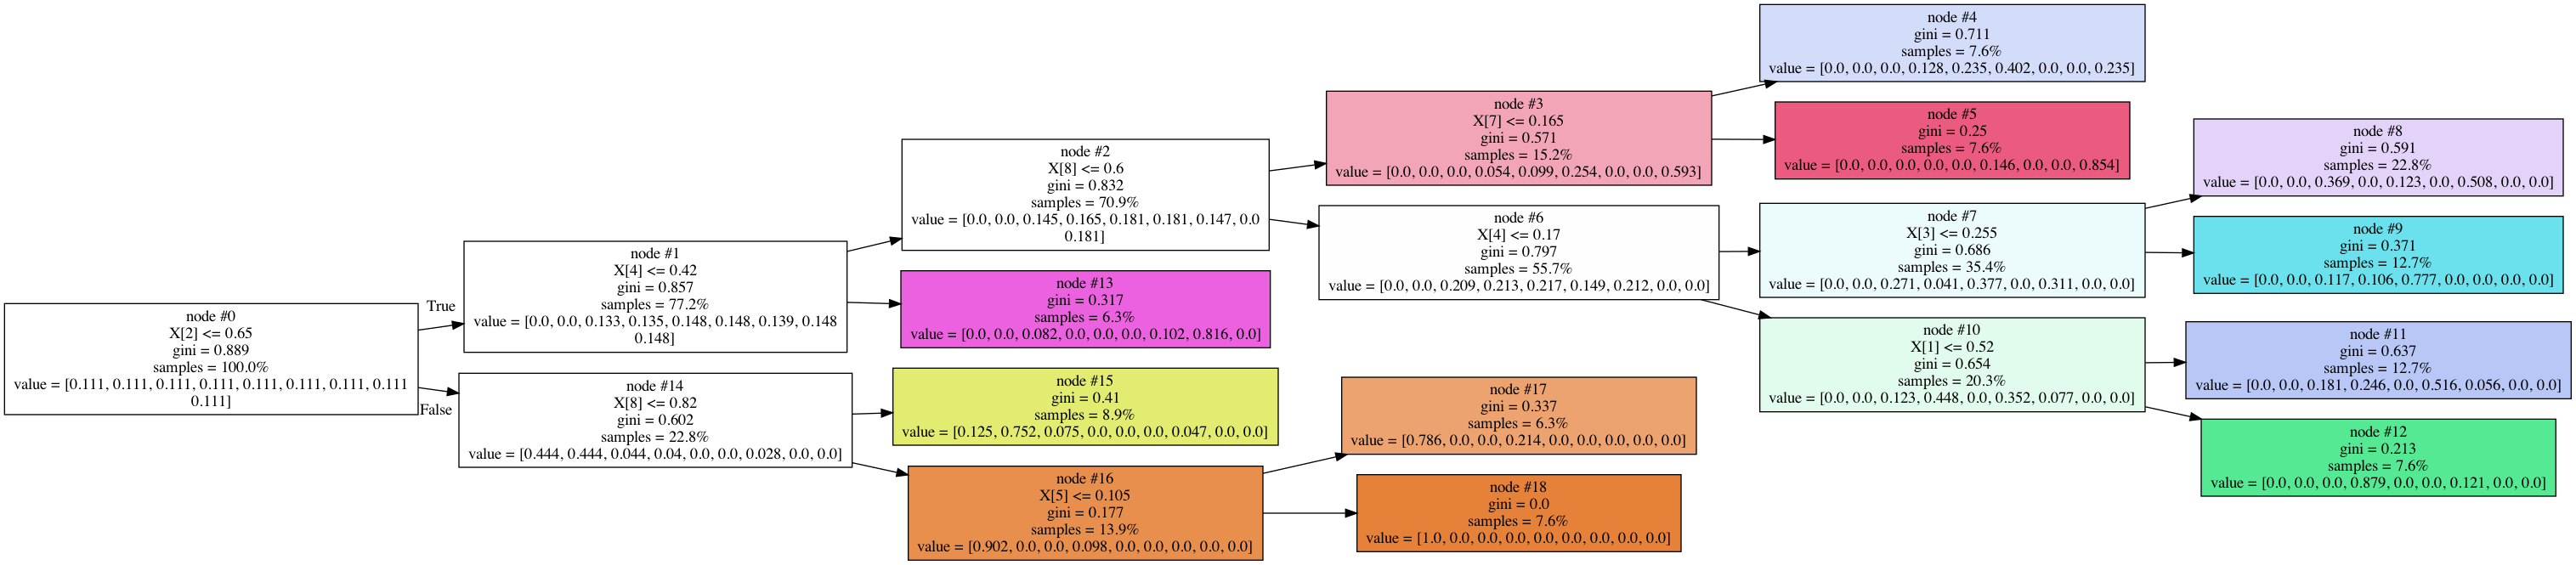 node #0
X[2] <= 0.65
gini = 0.889
samples = 100.0%
value = [0.111, 0.111, 0.111, 0.111, 0.111, 0.111, 0.111, 0.111
0.111]
True
False
node #1
X[4] <= 0.42
gini = 0.857
samples = 77.2%
value = [0.0, 0.0, 0.133, 0.135, 0.148, 0.148, 0.139, 0.148
0.148]
node #14
X[8] <= 0.82
gini = 0.602
samples = 22.8%
value = [0.444, 0.444, 0.044, 0.04, 0.0, 0.0, 0.028, 0.0, 0.0]
node #2
X[8] <= 0.6
gini = 0.832
samples = 70.9%
value = [0.0, 0.0, 0.145, 0.165, 0.181, 0.181, 0.147, 0.0
0.181]
node #13
gini = 0.317
samples = 6.3%
value = [0.0, 0.0, 0.082, 0.0, 0.0, 0.0, 0.102, 0.816, 0.0]
node #15
gini = 0.41
samples = 8.9%
value = [0.125, 0.752, 0.075, 0.0, 0.0, 0.0, 0.047, 0.0, 0.0]
node #16
X[5] <= 0.105
gini = 0.177
samples = 13.9%
value = [0.902, 0.0, 0.0, 0.098, 0.0, 0.0, 0.0, 0.0, 0.0]
node #3
X[7] <= 0.165
gini = 0.571
samples = 15.2%
value = [0.0, 0.0, 0.0, 0.054, 0.099, 0.254, 0.0, 0.0, 0.593]
node #6
X[4] <= 0.17
gini = 0.797
samples = 55.7%
value = [0.0, 0.0, 0.209, 0.213, 0.217, 0.149, 0.212, 0.0, 0.0]
node #17
gini = 0.337
samples = 6.3%
value = [0.786, 0.0, 0.0, 0.214, 0.0, 0.0, 0.0, 0.0, 0.0]
node #18
gini = 0.0
samples = 7.6%
value = [1.0, 0.0, 0.0, 0.0, 0.0, 0.0, 0.0, 0.0, 0.0]
node #4
gini = 0.711
samples = 7.6%
value = [0.0, 0.0, 0.0, 0.128, 0.235, 0.402, 0.0, 0.0, 0.235]
node #5
gini = 0.25
samples = 7.6%
value = [0.0, 0.0, 0.0, 0.0, 0.0, 0.146, 0.0, 0.0, 0.854]
node #7
X[3] <= 0.255
gini = 0.686
samples = 35.4%
value = [0.0, 0.0, 0.271, 0.041, 0.377, 0.0, 0.311, 0.0, 0.0]
node #10
X[1] <= 0.52
gini = 0.654
samples = 20.3%
value = [0.0, 0.0, 0.123, 0.448, 0.0, 0.352, 0.077, 0.0, 0.0]
node #8
gini = 0.591
samples = 22.8%
value = [0.0, 0.0, 0.369, 0.0, 0.123, 0.0, 0.508, 0.0, 0.0]
node #9
gini = 0.371
samples = 12.7%
value = [0.0, 0.0, 0.117, 0.106, 0.777, 0.0, 0.0, 0.0, 0.0]
node #11
gini = 0.637
samples = 12.7%
value = [0.0, 0.0, 0.181, 0.246, 0.0, 0.516, 0.056, 0.0, 0.0]
node #12
gini = 0.213
samples = 7.6%
value = [0.0, 0.0, 0.0, 0.879, 0.0, 0.0, 0.121, 0.0, 0.0]